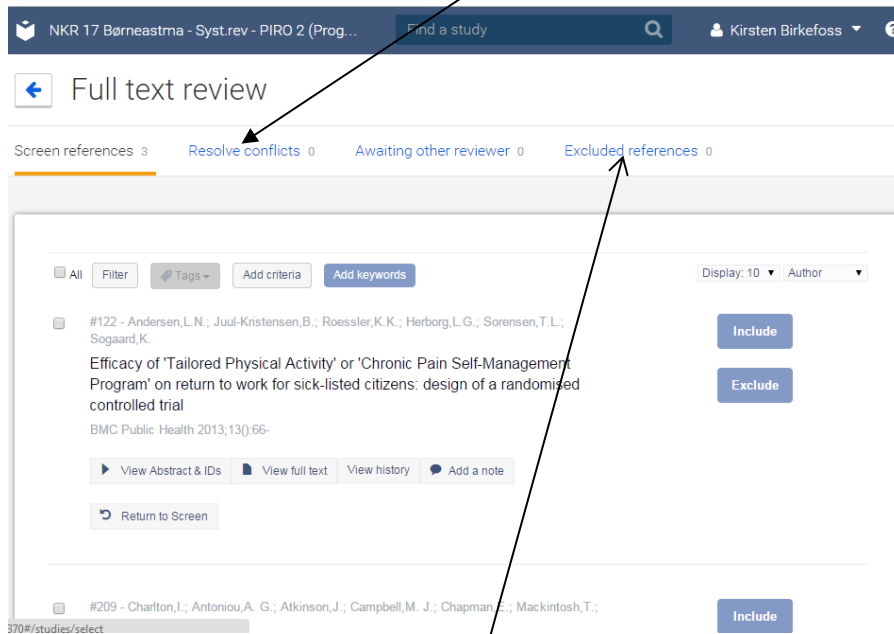 NKR 17 Børneastma - Syst.rev - PIRO 2 (Prog... Find a study Kirsten Birkefoss ?
Full text review
Screen references 3 Resolve conflicts 0 Awaiting other reviewer 0 Excluded references 0
All Filter Tags Add criteria Add keywords Display: 10 Author
#122 - Andersen,L.N.; Juul-Kristensen,B.; Roessler,K.K.; Herborg,L.G.; Sorensen,T.L.;
Sogaard,K.
Include
Efficacy of 'Tailored Physical Activity' or 'Chronic Pain Self-Management
Program' on return to work for sick-listed citizens: design of a randomised
controlled trial
Exclude
BMC Public Health 2013;13():66-
View Abstract & IDs View full text View history Add a note
Return to Screen
#209 - Charlton,I.; Antoniou,A. G.; Atkinson,J.; Campbell,M. J.; Chapman,E.; Mackintosh,T.;
Include
370#/studies/select